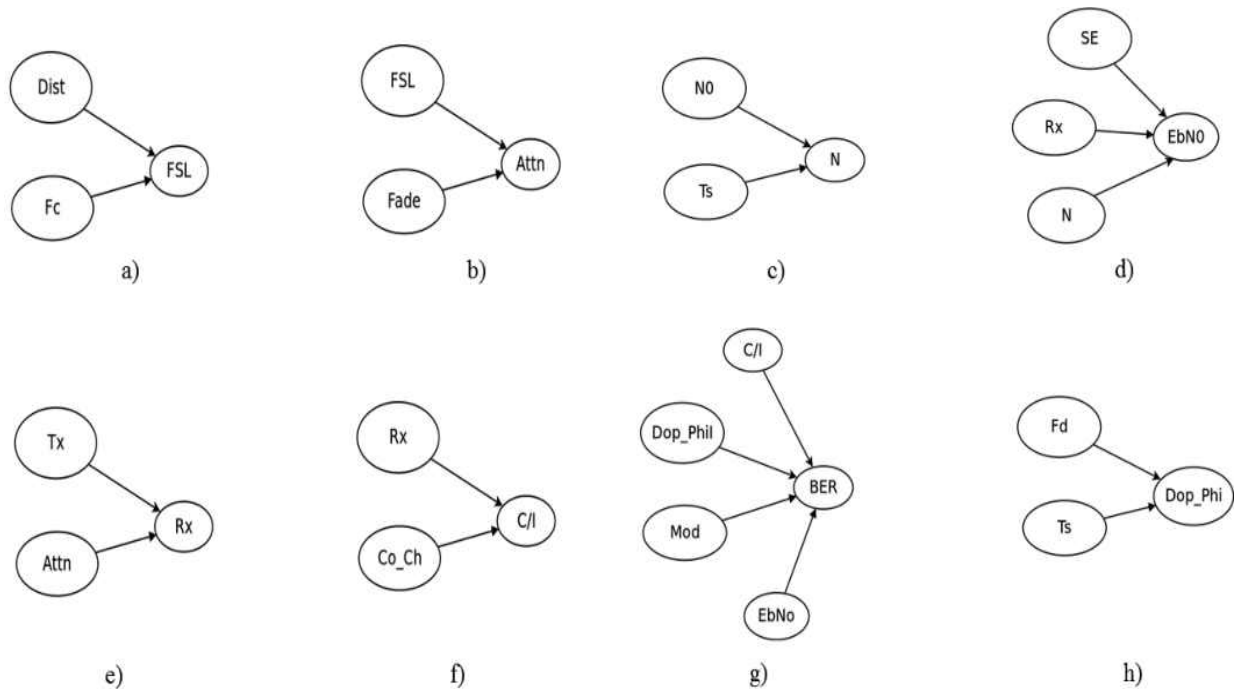 Dist
Fc
FSL
a)
FSL
Fade
Attn
b)
N0
Ts
N
c)
SE
Rx
N
EbN0
d)
Tx
Attn
Rx
e)
Rx
Co_Ch
C/I
f)
C/I
Dop_Phil
Mod
EbNo
BER
g)
Fd
Ts
Dop_Phi
h)